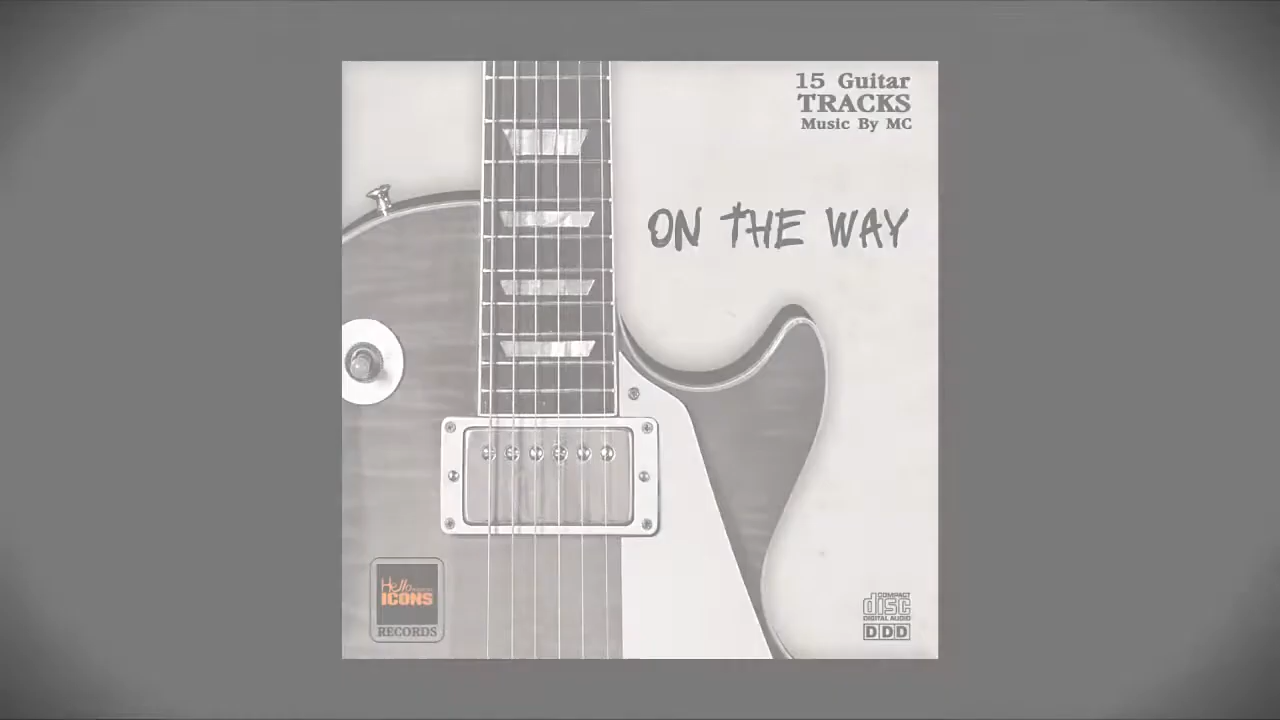 15 Guitar
TRACKS
Music By MC
ON THE WAY
Hello
ICONS
RECORDS
COMPACT
disc
DIGITAL AUDIO
DDD